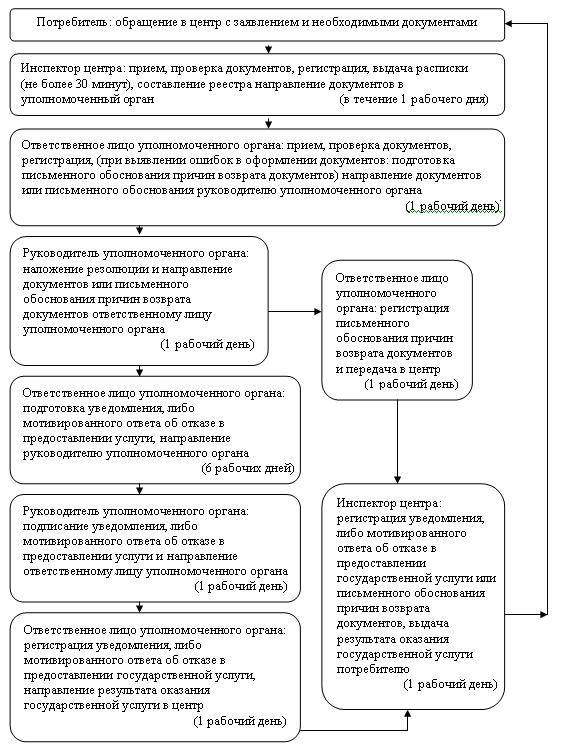 Потребитель: обращение в центр с заявлением и необходимыми документами
Инспектор центра: прием, проверка документов, регистрация, выдача расписки
(не более 30 минут), составление реестра направление документов в
уполномоченный орган (в течение 1 рабочего дня)
Ответственное лицо уполномоченного органа: прием, проверка документов,
регистрация, (при выявлении ошибок в оформлении документов: подготовка
письменного обоснования причин возврата документов) направление документов
или письменного обоснования руководителю уполномоченного органа
(1 рабочий день)
Руководитель уполномоченного органа:
наложение резолюции и направление
документов или письменного
обоснования причин возврата
документов ответственному лицу
уполномоченного органа
(1 рабочий день)
Ответственное лицо
уполномоченного
органа: регистрация
письменного
обоснования причин
возврата документов
и передача в центр
(1 рабочий день)
Ответственное лицо уполномоченного органа:
подготовка уведомления, либо
мотивированного ответа об отказе в
предоставлении услуги, направление
руководителю уполномоченного органа
(6 рабочих дней)
Руководитель уполномоченного органа:
подписание уведомления, либо
мотивированного ответа об отказе в
предоставлении услуги и направление
ответственному лицу уполномоченного органа
(1 рабочий день)
Ответственное лицо уполномоченного органа:
регистрация уведомления, либо
мотивированного ответа об отказе в
предоставлении государственной услуги,
направление результата оказания
государственной услуги в центр
(1 рабочий день)
Инспектор центра:
регистрация уведомления,
либо мотивированного
ответа об отказе в
предоставлении
государственной услуги или
письменного обоснования
причин возврата
документов, выдача
результата оказания
государственной услуги
потребителю
(1 рабочий день)